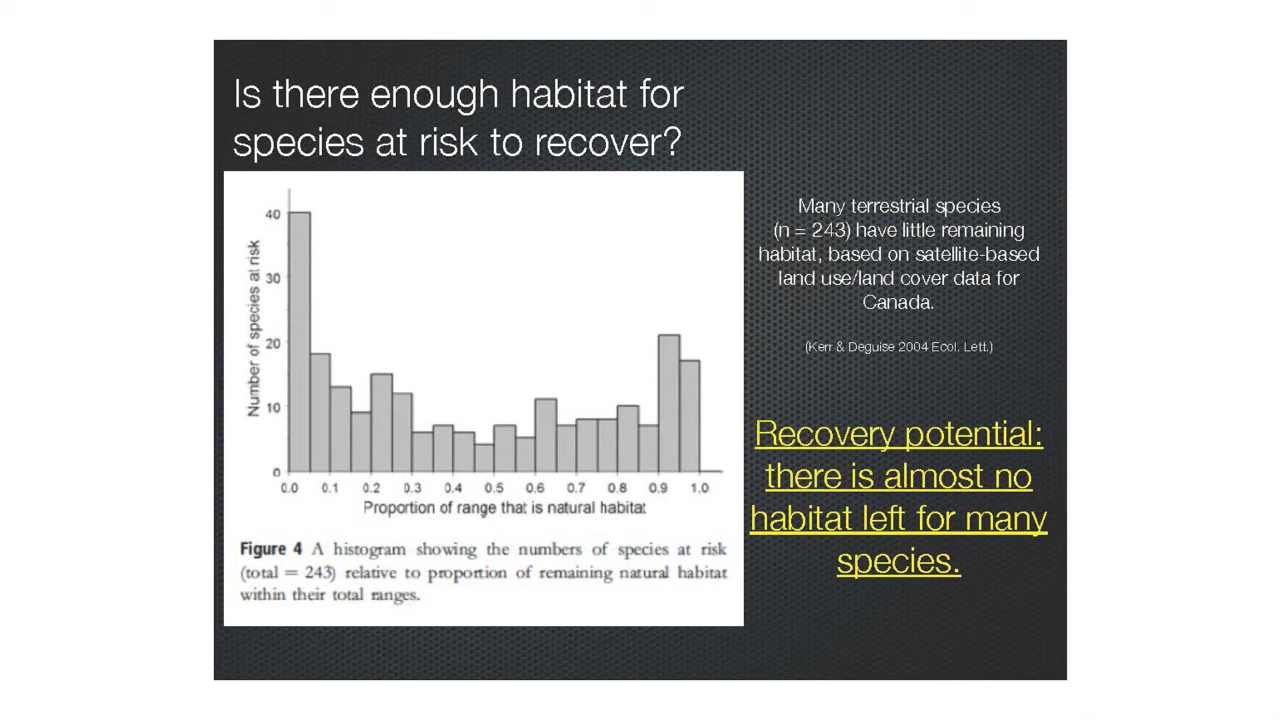 Is there enough habitat for
species at risk to recover?
Number of species at risk
40
30
20
10
0
0.0 0.1 0.2 0.3 0.4 0.5 0.6 0.7 0.8 0.9 1.0
Proportion of range that is natural habitat
Figure 4 A histogram showing the numbers of species at risk
(total = 243) relative to proportion of remaining natural habitat
within their total ranges.
Many terrestrial species
(n = 243) have little remaining
habitat, based on satellite-based
land use/land cover data for
Canada.
(Kerr & Deguise 2004 Ecol. Lett.)
Recovery potential:
there is almost no
habitat left for many
species.